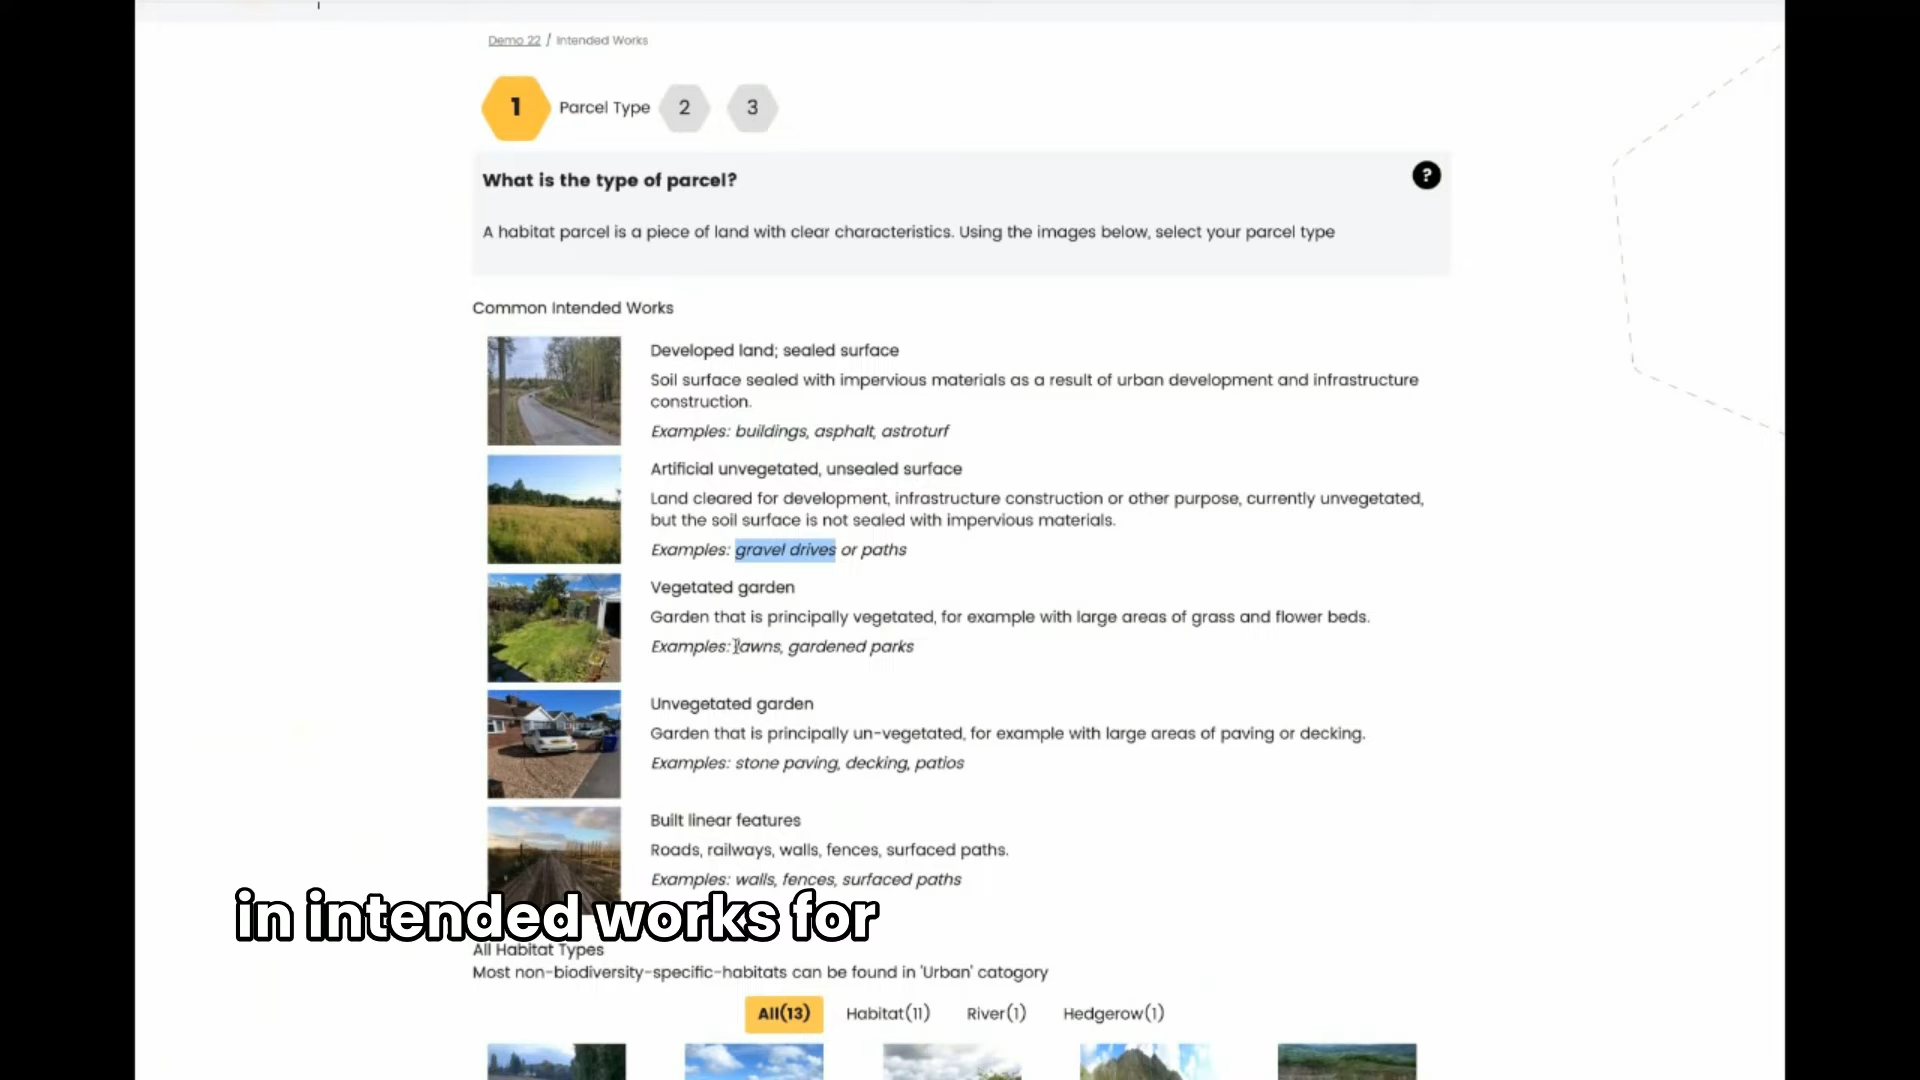 Demo 22 / Intended Works
1 Parcel Type 2 3
What is the type of parcel?
?
A habitat parcel is a piece of land with clear characteristics. Using the images below, select your parcel type
Common Intended Works
Developed land; sealed surface
Soil surface sealed with impervious materials as a result of urban development and infrastructure
construction.
Examples: buildings, asphalt, astroturf
Artificial unvegetated, unsealed surface
Land cleared for development, infrastructure construction or other purpose, currently unvegetated,
but the soil surface is not sealed with impervious materials.
Examples: gravel drives or paths
Vegetated garden
Garden that is principally vegetated, for example with large areas of grass and flower beds.
Examples: lawns, gardened parks
Unvegetated garden
Garden that is principally un-vegetated, for example with large areas of paving or decking.
Examples: stone paving, decking, patios
Built linear features
Roads, railways, walls, fences, surfaced paths.
Examples: walls, fences, surfaced paths
in intended works for
All Habitat Types
Most non-biodiversity-specific-habitats can be found in 'Urban' catogory
All(13) Habitat(11) River(1) Hedgerow(1)